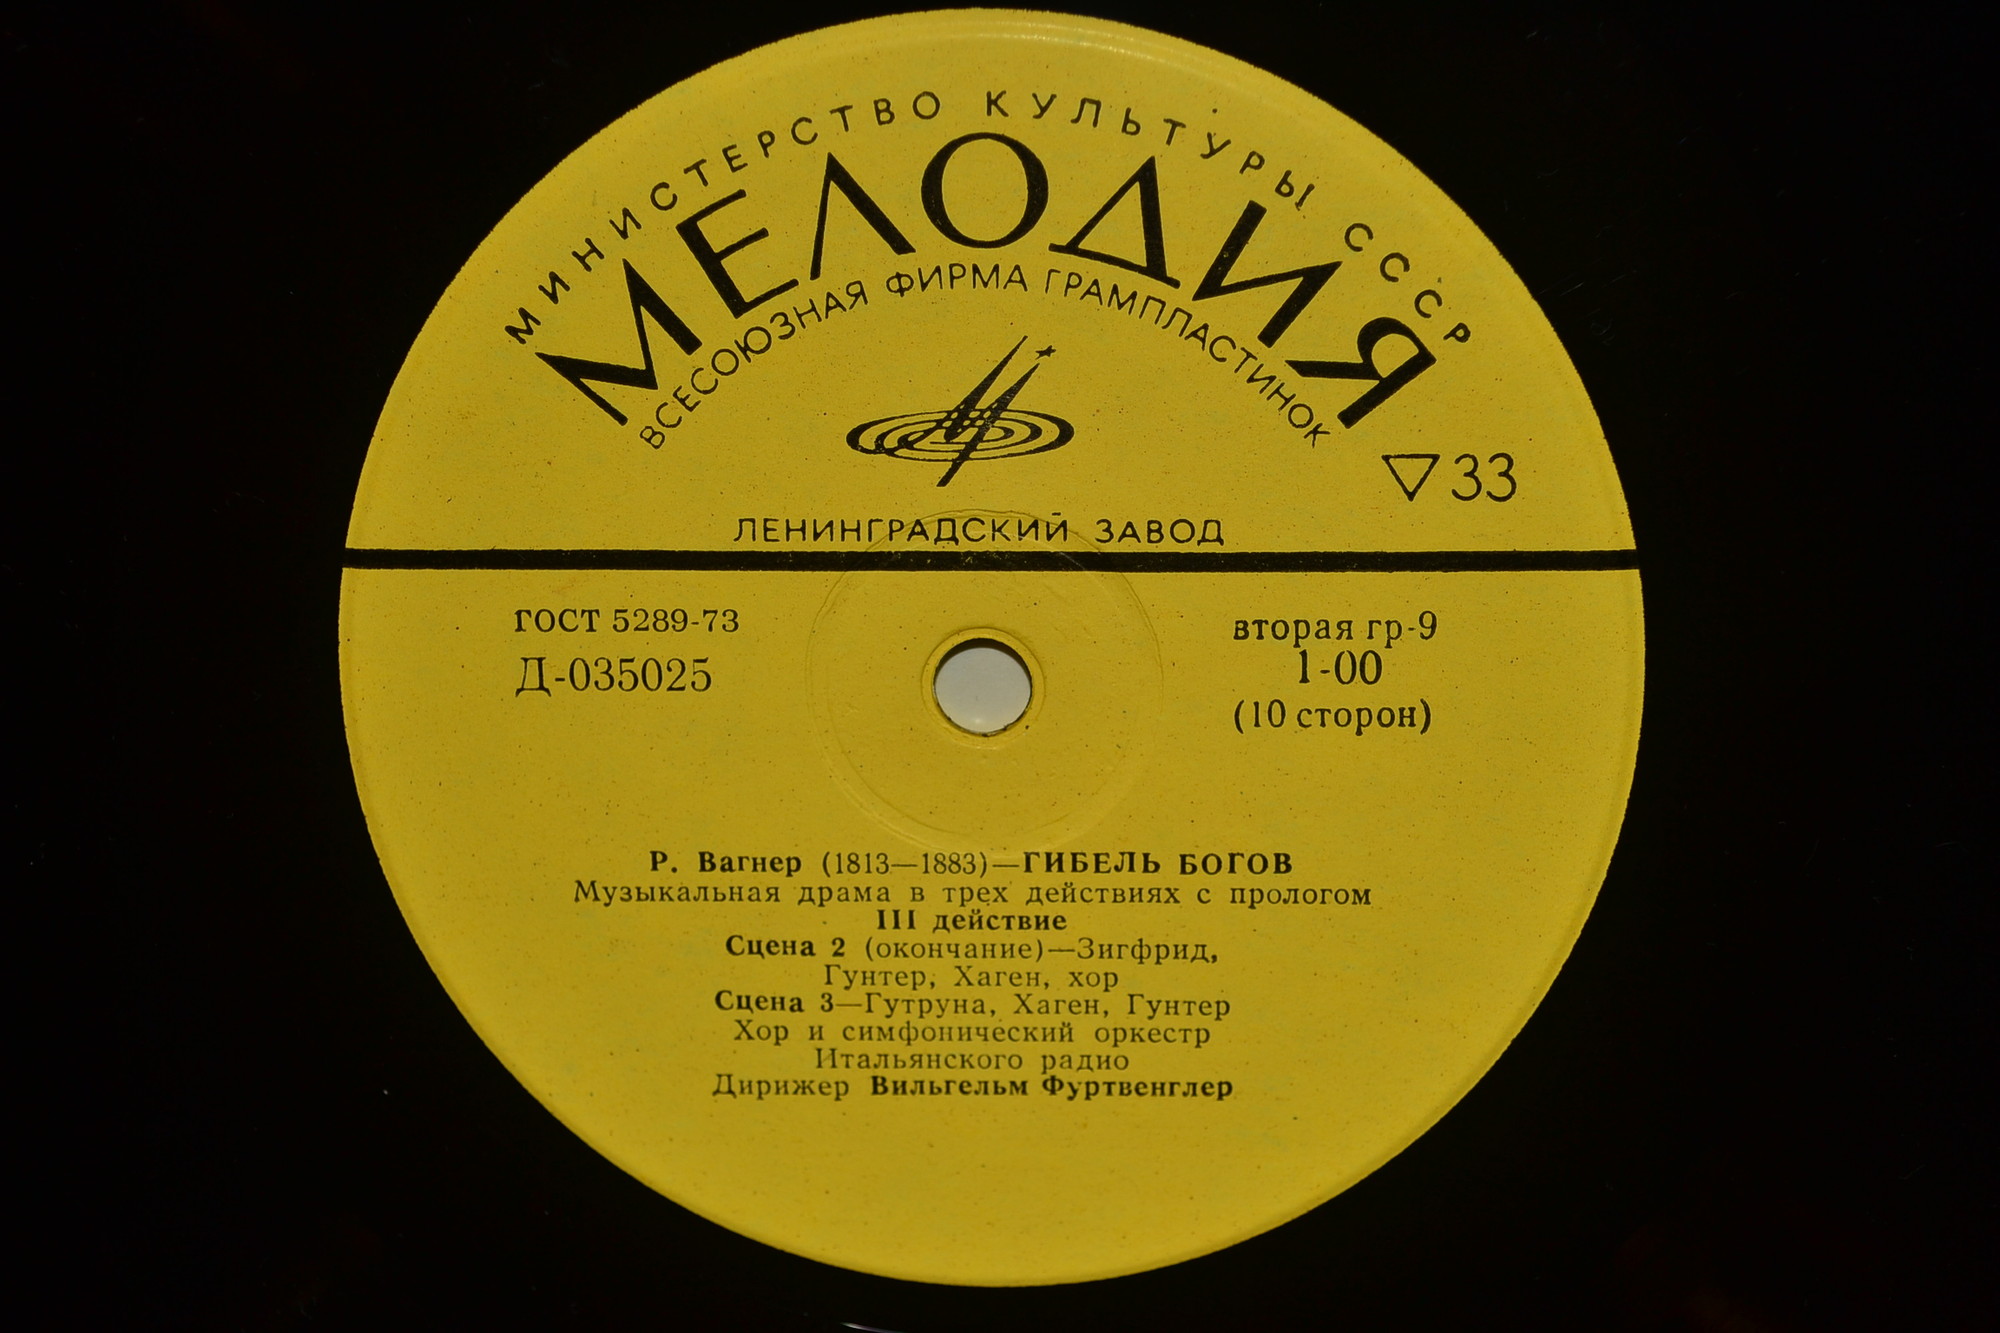 МИНИСТЕРСТВО КУЛЬТУРЫ СССР
МЕЛОДИЯ
ВСЕСОЮЗНАЯ ФИРМА ГРАМПЛАСТИНОК
▽ 33
ЛЕНИНГРАДСКИЙ ЗАВОД
ГОСТ 5289-73
Д-035025
вторая гр-9
1-00
(10 сторон)
Р. Вагнер (1813—1883)—ГИБЕЛЬ БОГОВ
Музыкальная драма в трех действиях с прологом
III действие
Сцена 2 (окончание)—Зигфрид,
Гунтер, Хаген, хор
Сцена 3—Гутруна, Хаген, Гунтер
Хор и симфонический оркестр
Итальянского радио
Дирижер Вильгельм Фуртвенглер